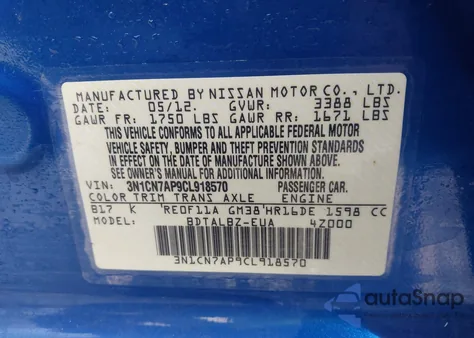 MANUFACTURED BY NISSAN MOTOR CO., LTD.
DATE: 05/12. GVWR: 3388 LBS
GAWR FR: 1750 LBS GAWR RR: 1671 LBS
THIS VEHICLE CONFORMS TO ALL APPLICABLE FEDERAL MOTOR
VEHICLE SAFETY, BUMPER, AND THEFT PREVENTION STANDARDS
IN EFFECT ON THE DATE OF MANUFACTURE SHOWN ABOVE.
SEE OWNER'S MANUAL FOR ADDITIONAL INFORMATION.
VIN: 3N1CN7AP9CL918570 PASSENGER CAR.
COLOR TRIM TRANS AXLE ENGINE
B17 K RE0F11A GM38 HR16DE 1598 CC
BDTALBZ-EUA 4Z000
3N1CN7AP9CL918570
autoSnap